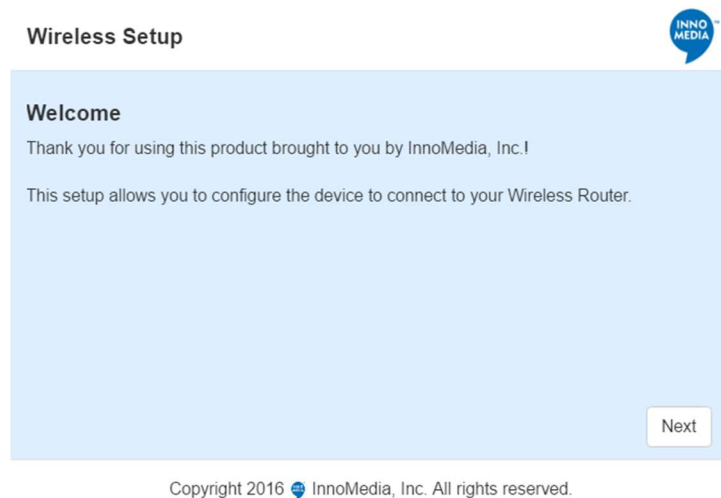 Wireless Setup
INNO
MEDIA
Welcome
Thank you for using this product brought to you by InnoMedia, Inc.!
This setup allows you to configure the device to connect to your Wireless Router.
Next
Copyright 2016 InnoMedia, Inc. All rights reserved.